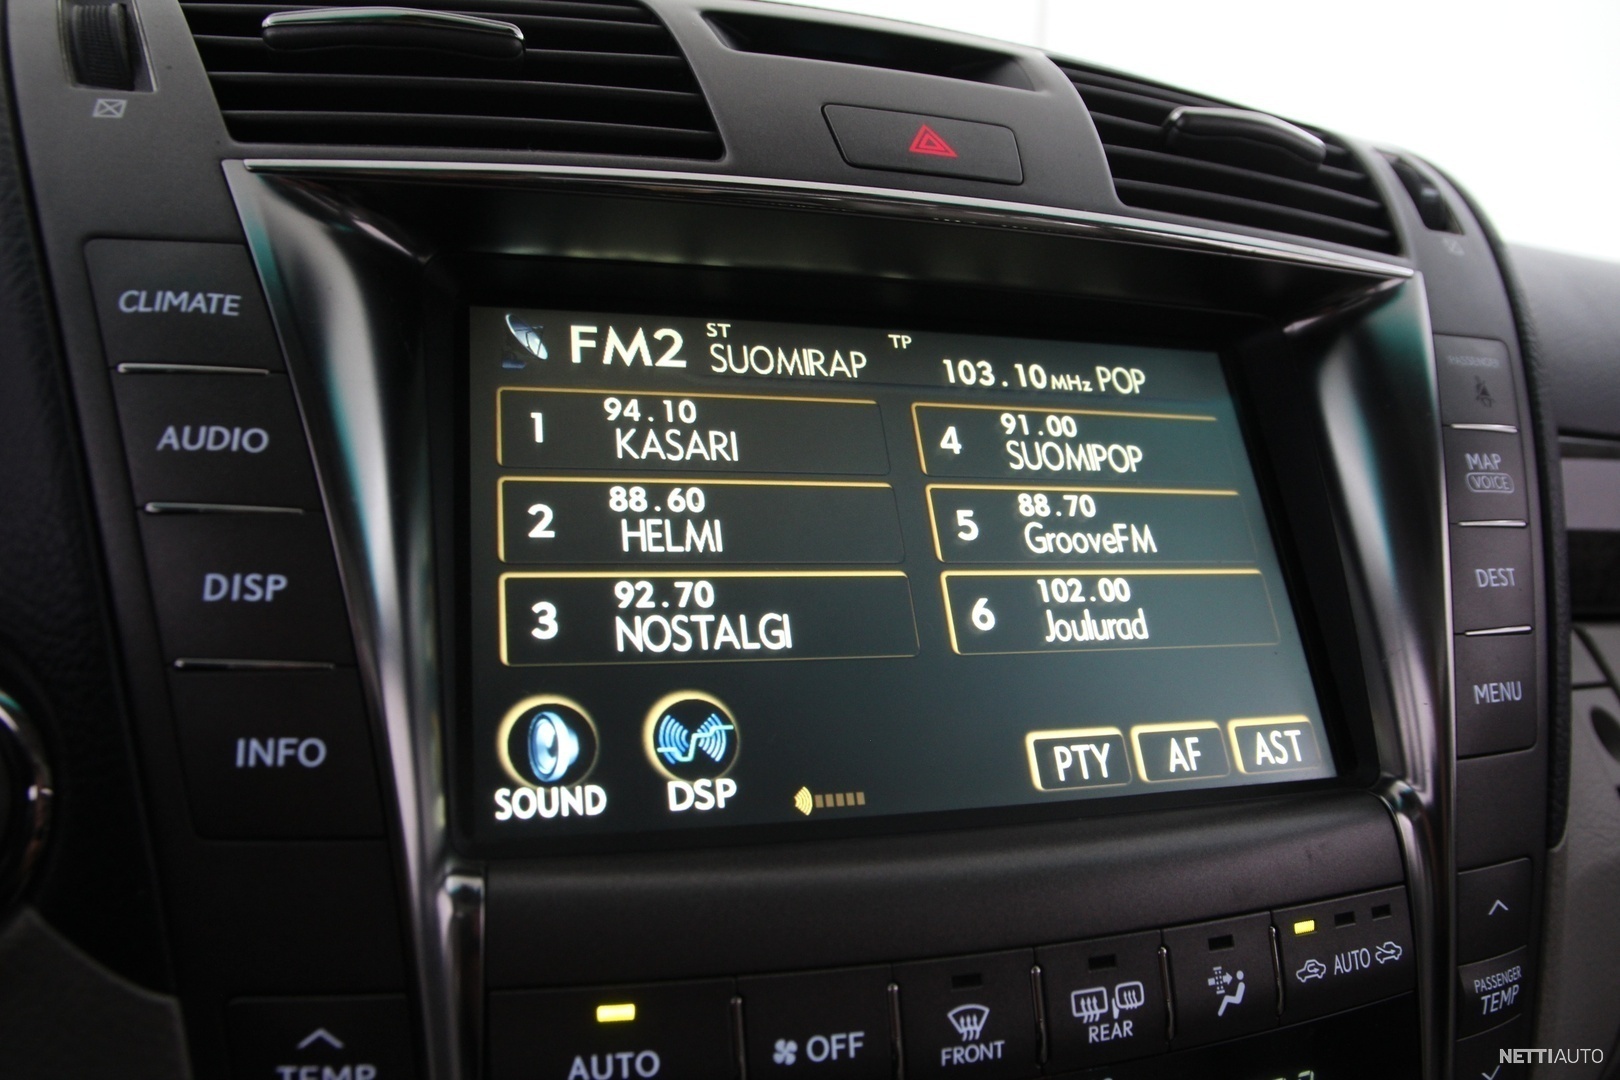 CLIMATE
AUDIO
DISP
INFO
TEMP
FM2 ST SUOMIRAP TP 103.10MHz POP
1 94.10 KASARI
2 88.60 HELMI
3 92.70 NOSTALGI
4 91.00 SUOMIPOP
5 88.70 GrooveFM
6 102.00 Joulurad
SOUND
DSP
PTY
AF
AST
PASSENGER
MAP
VOICE
DEST
MENU
PASSENGER
TEMP
AUTO
OFF
FRONT
REAR
AUTO
NETTIAUTO